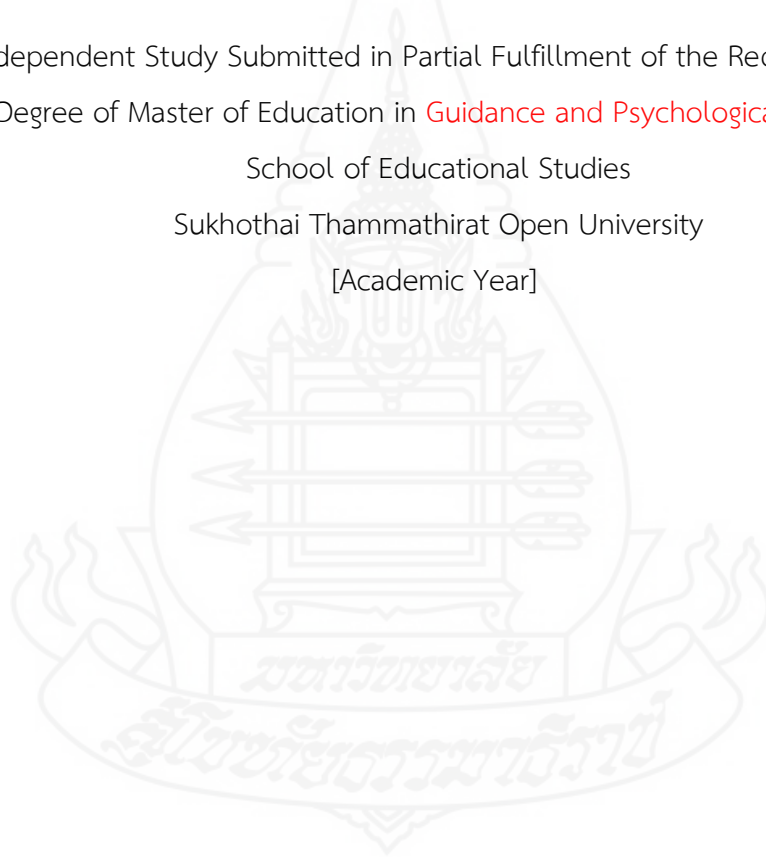 dependent Study Submitted in Partial Fulfillment of the Re
Degree of Master of Education in Guidance and Psychologica
School of Educational Studies
Sukhothai Thammathirat Open University
[Academic Year]
มหาวิทยาลัย
สุโขทัยธรรมาธิราช